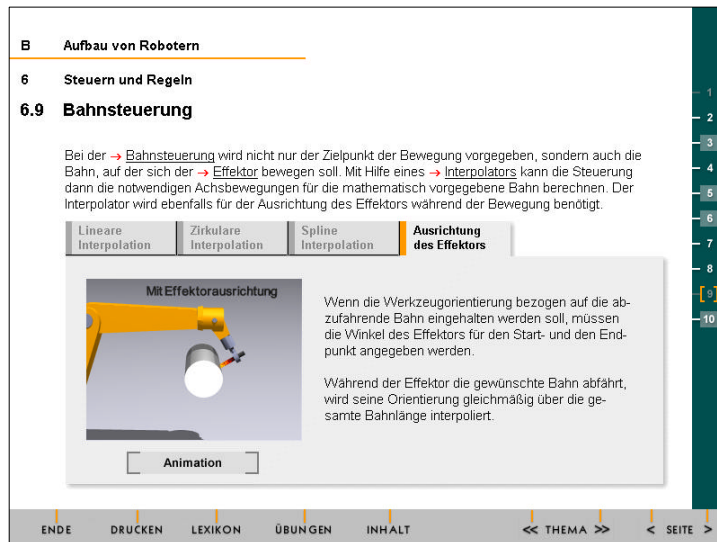 B Aufbau von Robotern
6 Steuern und Regeln
6.9 Bahnsteuerung
Bei der → Bahnsteuerung wird nicht nur der Zielpunkt der Bewegung vorgegeben, sondern auch die
Bahn, auf der sich der → Effektor bewegen soll. Mit Hilfe eines → Interpolators kann die Steuerung
dann die notwendigen Achsbewegungen für die mathematisch vorgegebene Bahn berechnen. Der
Interpolator wird ebenfalls für der Ausrichtung des Effektors während der Bewegung benötigt.
Lineare
Interpolation
Zirkulare
Interpolation
Spline
Interpolation
Ausrichtung
des Effektors
Mit Effektorausrichtung
Wenn die Werkzeugorientierung bezogen auf die ab-
zufahrende Bahn eingehalten werden soll, müssen
die Winkel des Effektors für den Start- und den End-
punkt angegeben werden.
Während der Effektor die gewünschte Bahn abfährt,
wird seine Orientierung gleichmäßig über die ge-
samte Bahnlänge interpoliert.
Animation
1
2
3
4
5
6
7
8
[9]
10
ENDE DRUCKEN LEXIKON ÜBUNGEN INHALT << THEMA >> < SEITE >